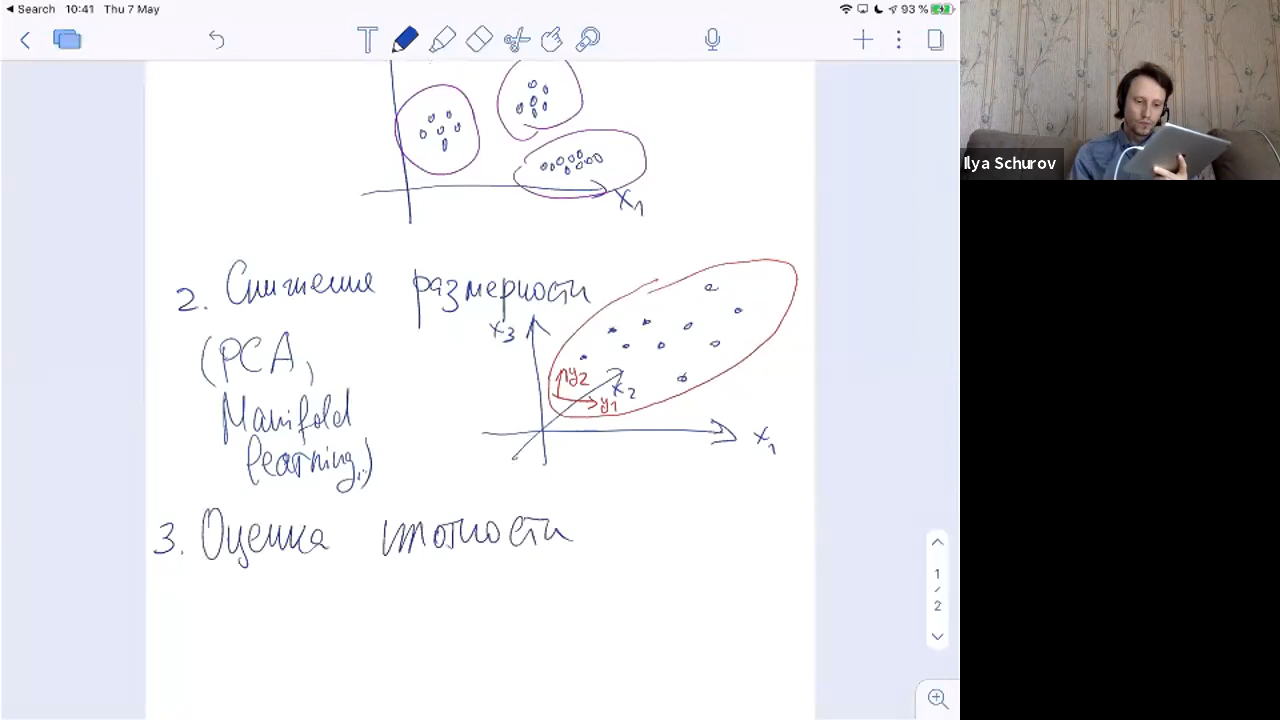 Search 10:41 Thu 7 May 93 %
T
x1
2. Снижение размерности
(PCA,
Manifold
learning,..)
x3
y2
x2
y1
x1
3. Оценка плотности
1
/
2
Ilya Schurov